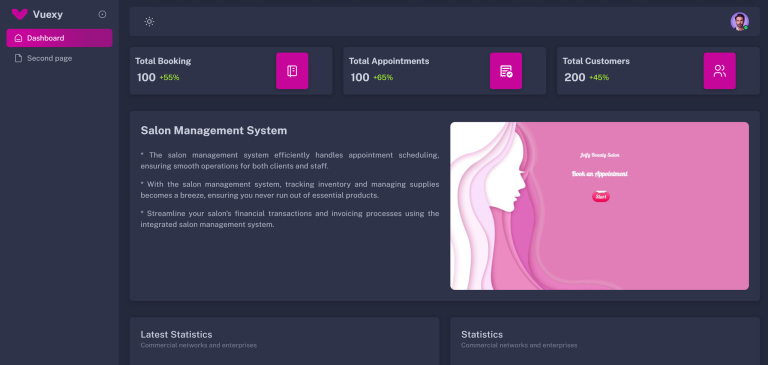 Vuexy
Dashboard
Second page
Total Booking
100 +55%
Total Appointments
100 +65%
Total Customers
200 +45%
Salon Management System
* The salon management system efficiently handles appointment scheduling,
ensuring smooth operations for both clients and staff.
* With the salon management system, tracking inventory and managing supplies
becomes a breeze, ensuring you never run out of essential products.
* Streamline your salon's financial transactions and invoicing processes using the
integrated salon management system.
Beauty Salon
Book an Appointment
Start
Latest Statistics
Commercial networks and enterprises
Statistics
Commercial networks and enterprises